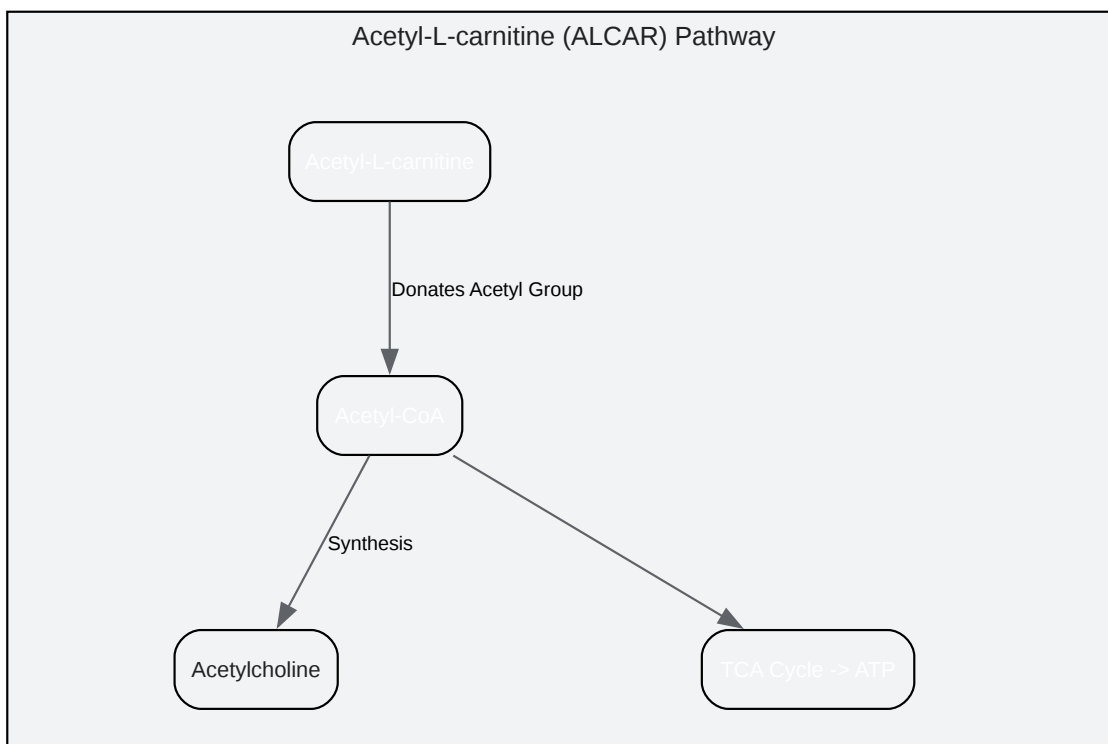 Acetyl-L-carnitine (ALCAR) Pathway
Acetyl-L-carnitine
Donates Acetyl Group
Acetyl-CoA
Synthesis
Acetylcholine
TCA Cycle -> ATP